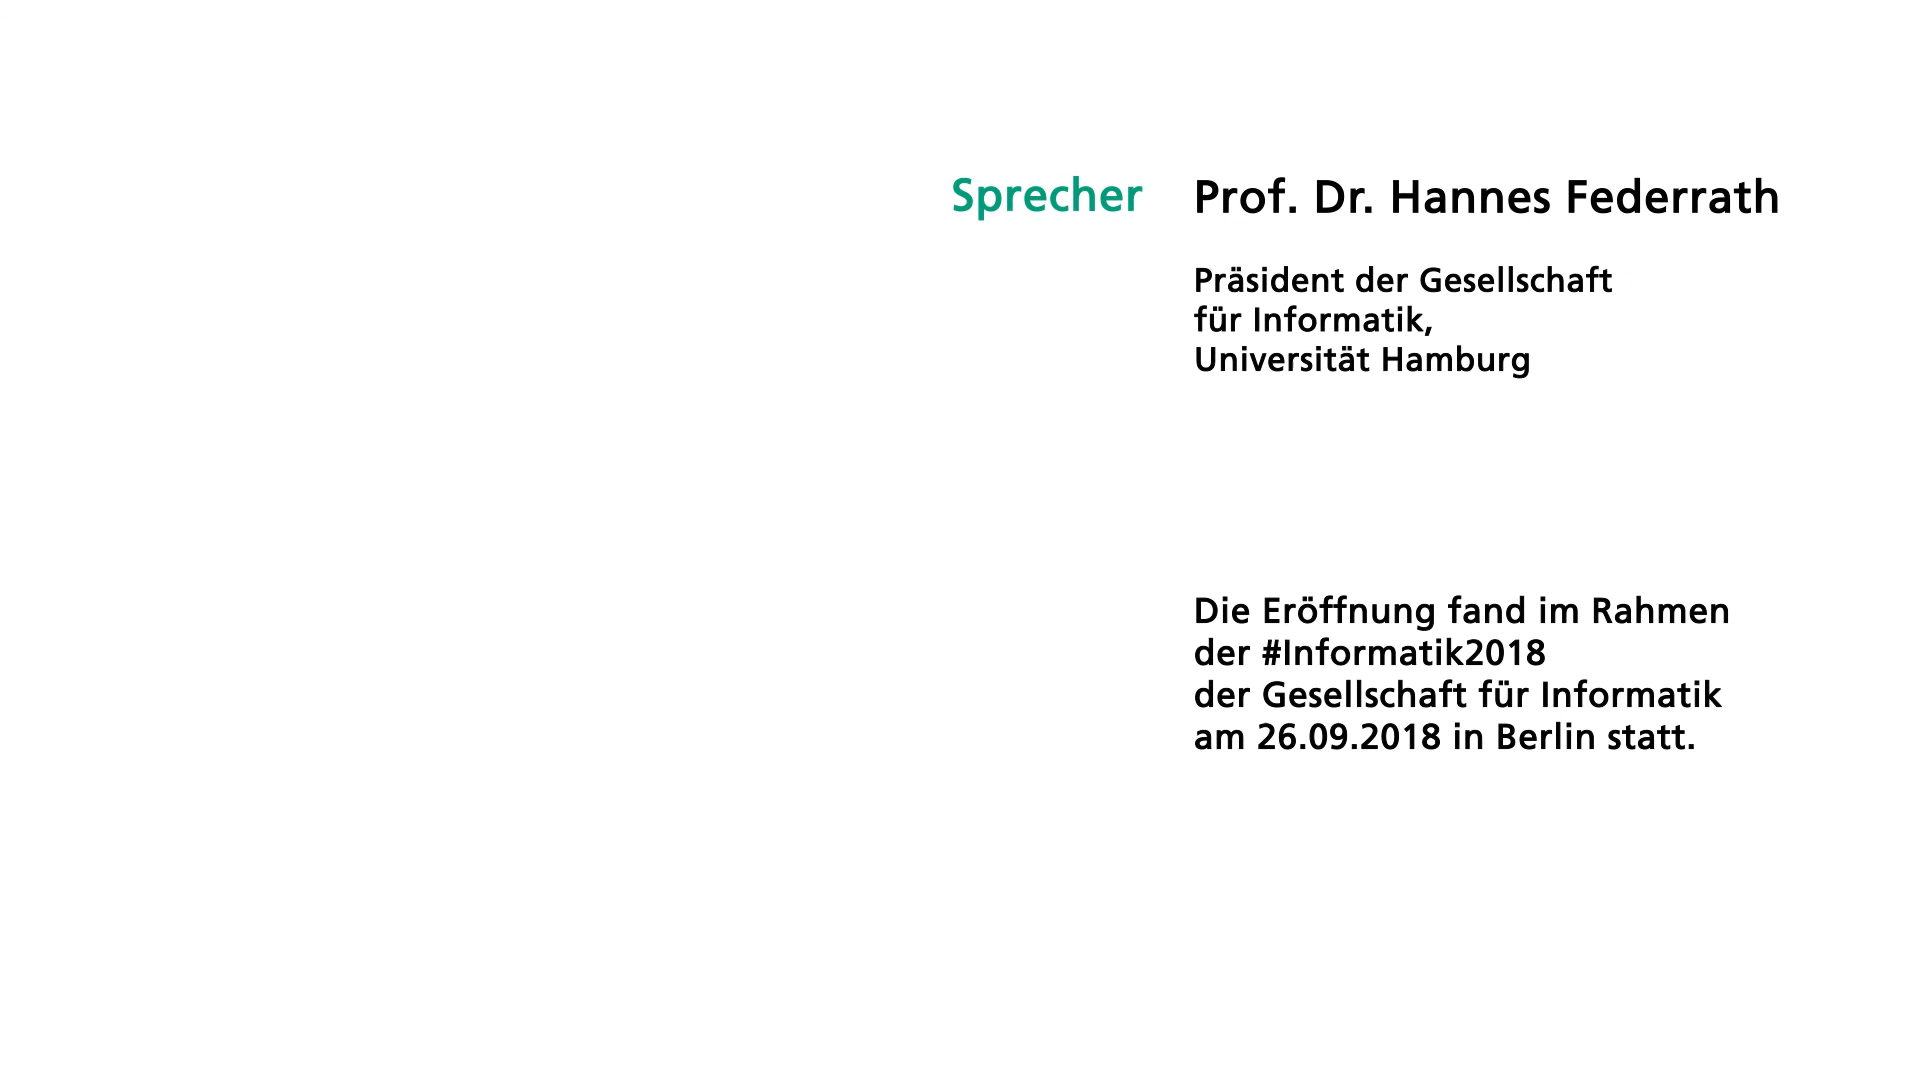 Sprecher Prof. Dr. Hannes Federrath
Präsident der Gesellschaft
für Informatik,
Universität Hamburg
Die Eröffnung fand im Rahmen
der #Informatik2018
der Gesellschaft für Informatik
am 26.09.2018 in Berlin statt.